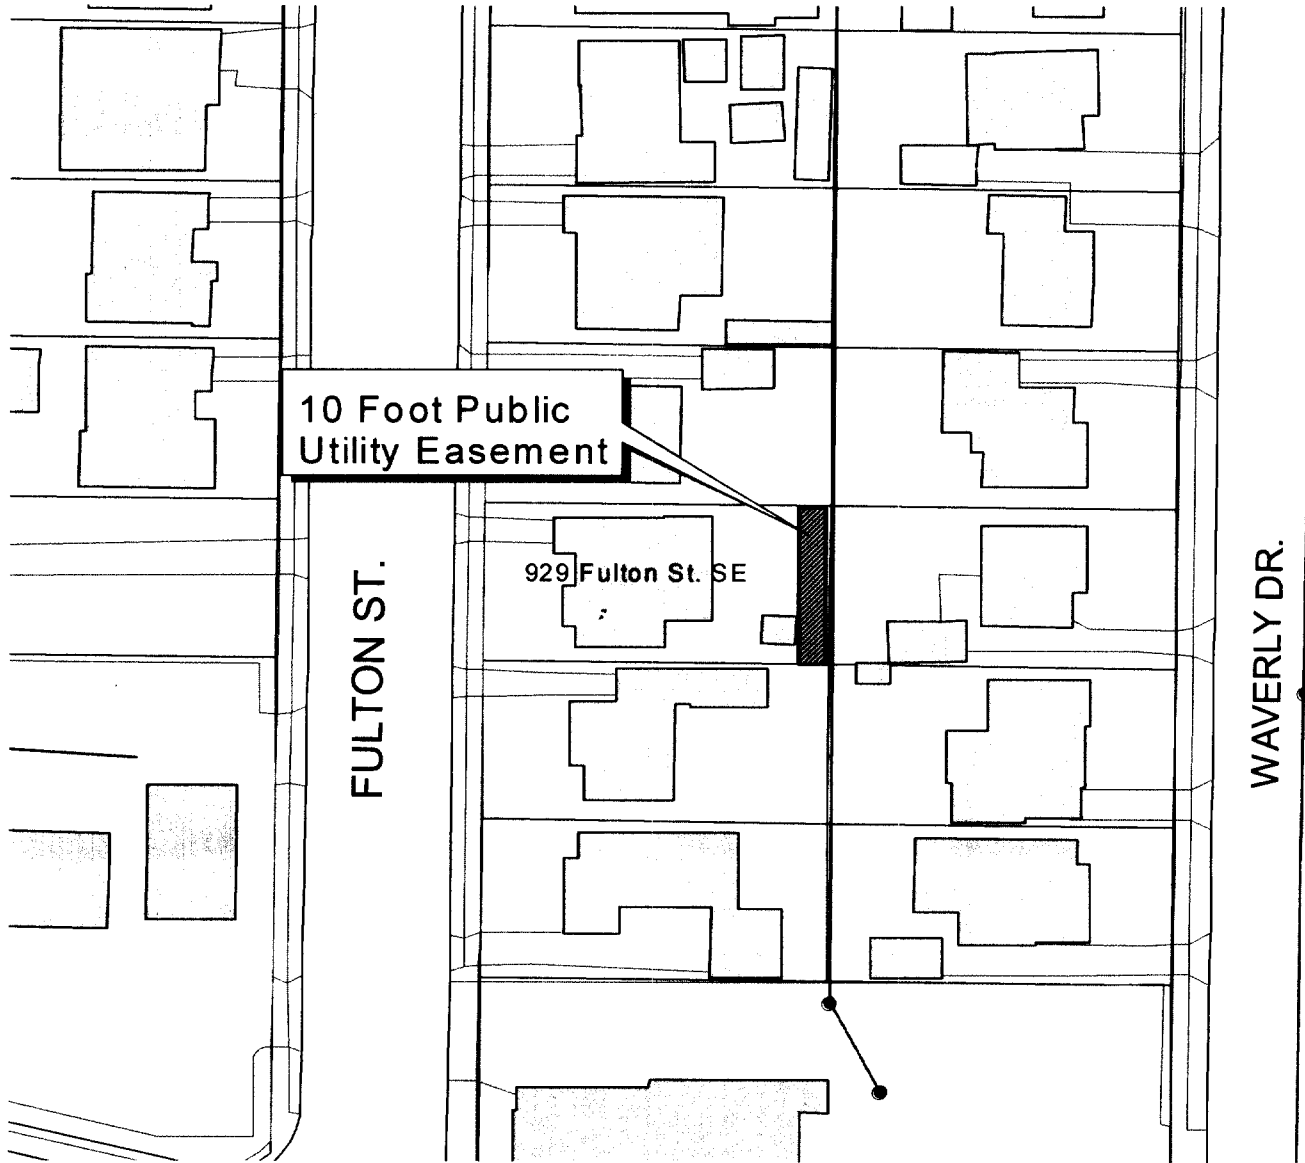 10 Foot Public
Utility Easement
929 Fulton St. SE
FULTON ST.
WAVERLY DR.